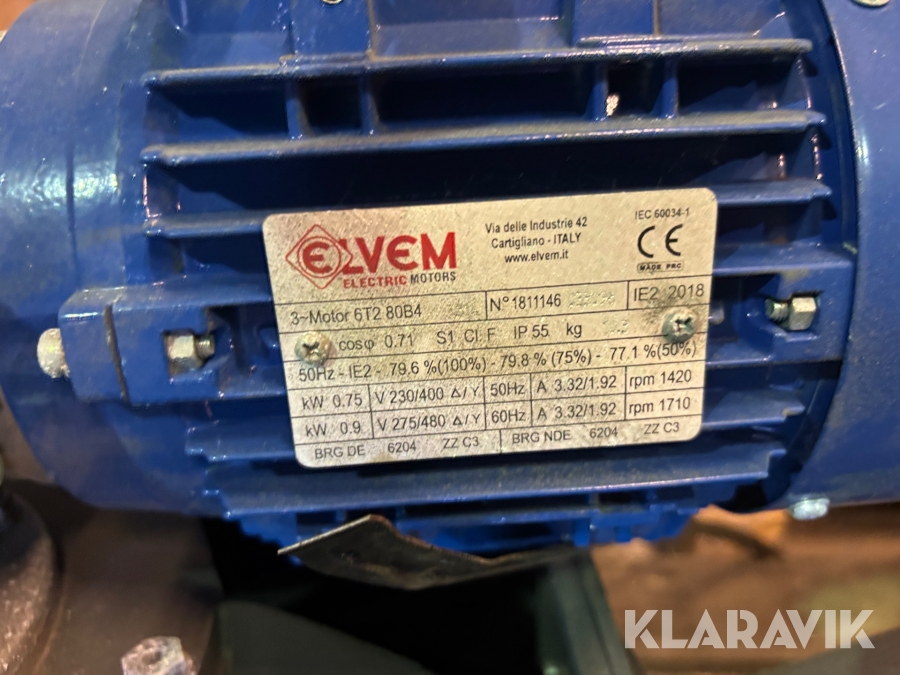 ELVEM
ELECTRIC MOTORS
Via delle Industrie 42
Cartigliano - ITALY
www.elvem.it
IEC 60034-1
CE
MADE PRC
3~Motor 6T2 80B4 N° 1811146 IE2 2018
cosφ 0.71 S1 Cl. F IP 55 kg
50Hz - IE2 - 79.6 %(100%) - 79.8 % (75%) - 77.1 %(50%)
kW 0.75 V 230/400 Δ/Y 50Hz A 3.32/1.92 rpm 1420
kW 0.9 V 275/480 Δ/Y 60Hz A 3.32/1.92 rpm 1710
BRG DE 6204 ZZ C3 BRG NDE 6204 ZZ C3
KLARAVIK